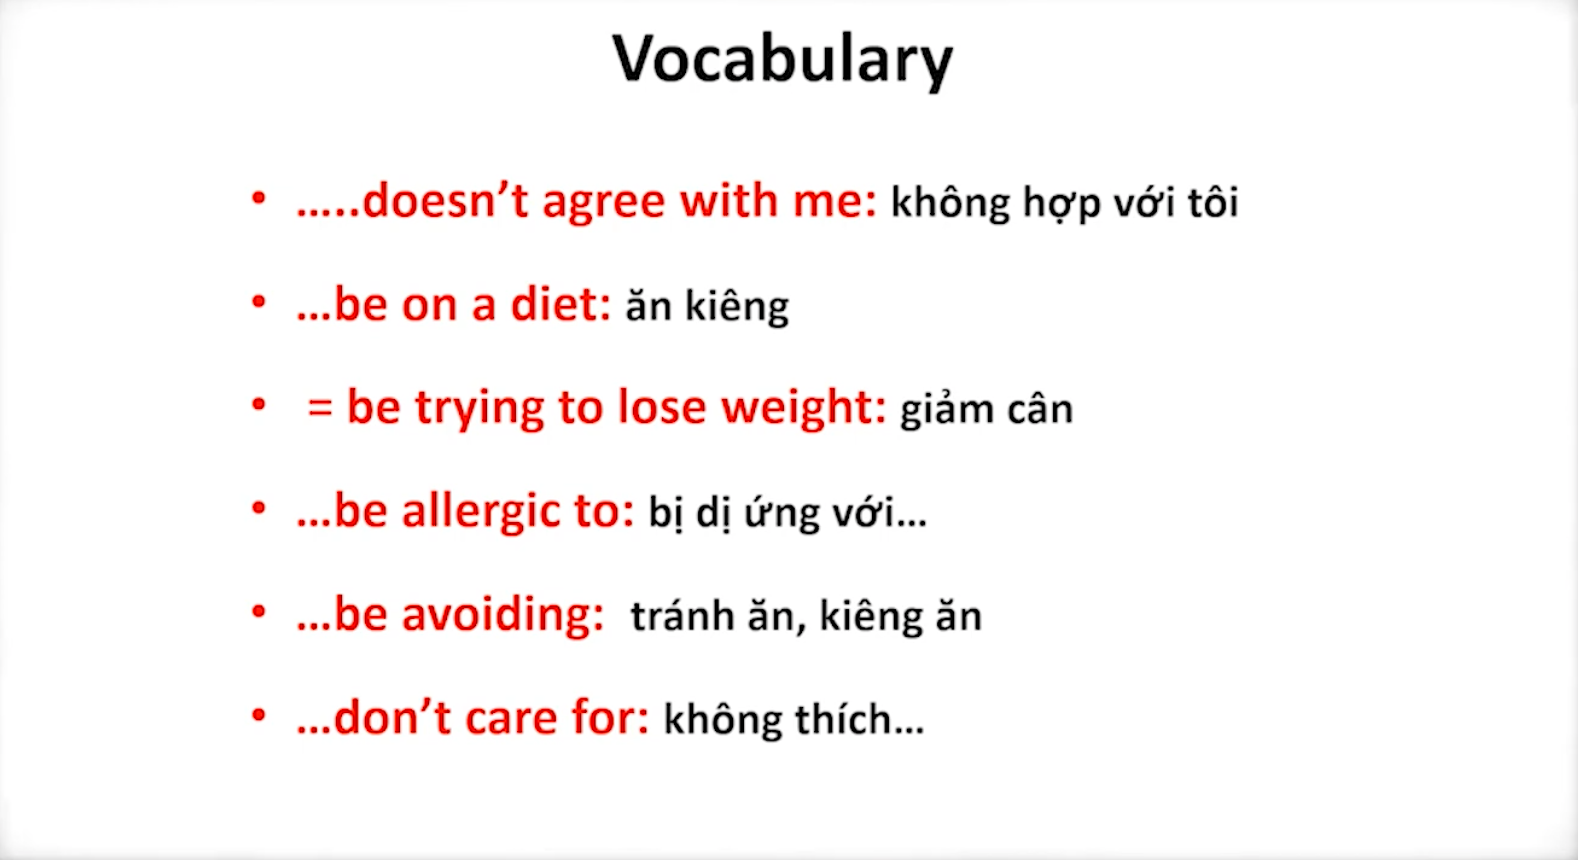 Vocabulary
• .....doesn’t agree with me: không hợp với tôi
• ...be on a diet: ăn kiêng
• = be trying to lose weight: giảm cân
• ...be allergic to: bị dị ứng với...
• ...be avoiding: tránh ăn, kiêng ăn
• ...don’t care for: không thích...